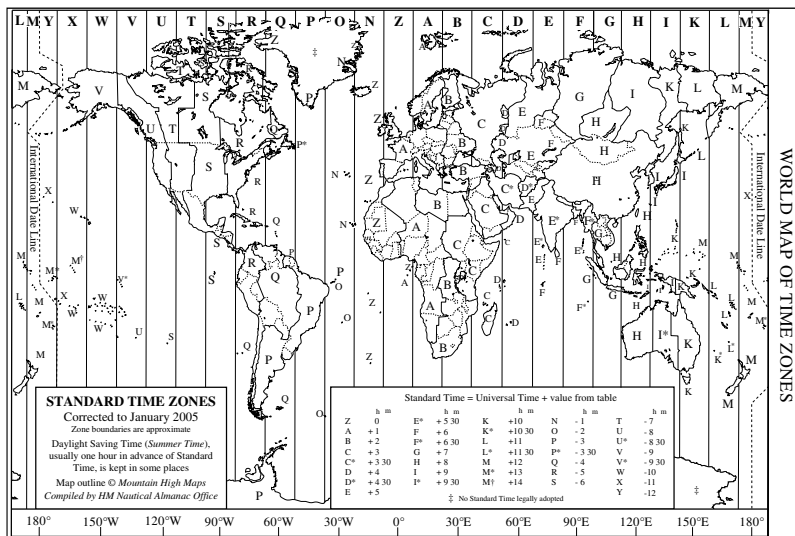 L M Y X W V U T S R Q P O N Z A B C D E F G H I K L M Y
WORLD MAP OF TIME ZONES
International Date Line
International Date Line
STANDARD TIME ZONES
Corrected to January 2005
Zone boundaries are approximate
Daylight Saving Time (Summer Time),
usually one hour in advance of Standard
Time, is kept in some places
Map outline © Mountain High Maps
Compiled by HM Nautical Almanac Office
Standard Time = Universal Time + value from table
h m h m h m h m h m
Z 0 E* + 5 30 K +10 N - 1 T - 7
A + 1 F + 6 K* +10 30 O - 2 U - 8
B + 2 F* + 6 30 L +11 P - 3 U* - 8 30
C + 3 G + 7 L* +11 30 P* - 3 30 V - 9
C* + 3 30 H + 8 M +12 Q - 4 V* - 9 30
D + 4 I + 9 M* +13 R - 5 W -10
D* + 4 30 I* + 9 30 M† +14 S - 6 X -11
E + 5 ‡ No Standard Time legally adopted Y -12
180° 150°W 120°W 90°W 60°W 30°W 0° 30°E 60°E 90°E 120°E 150°E 180°